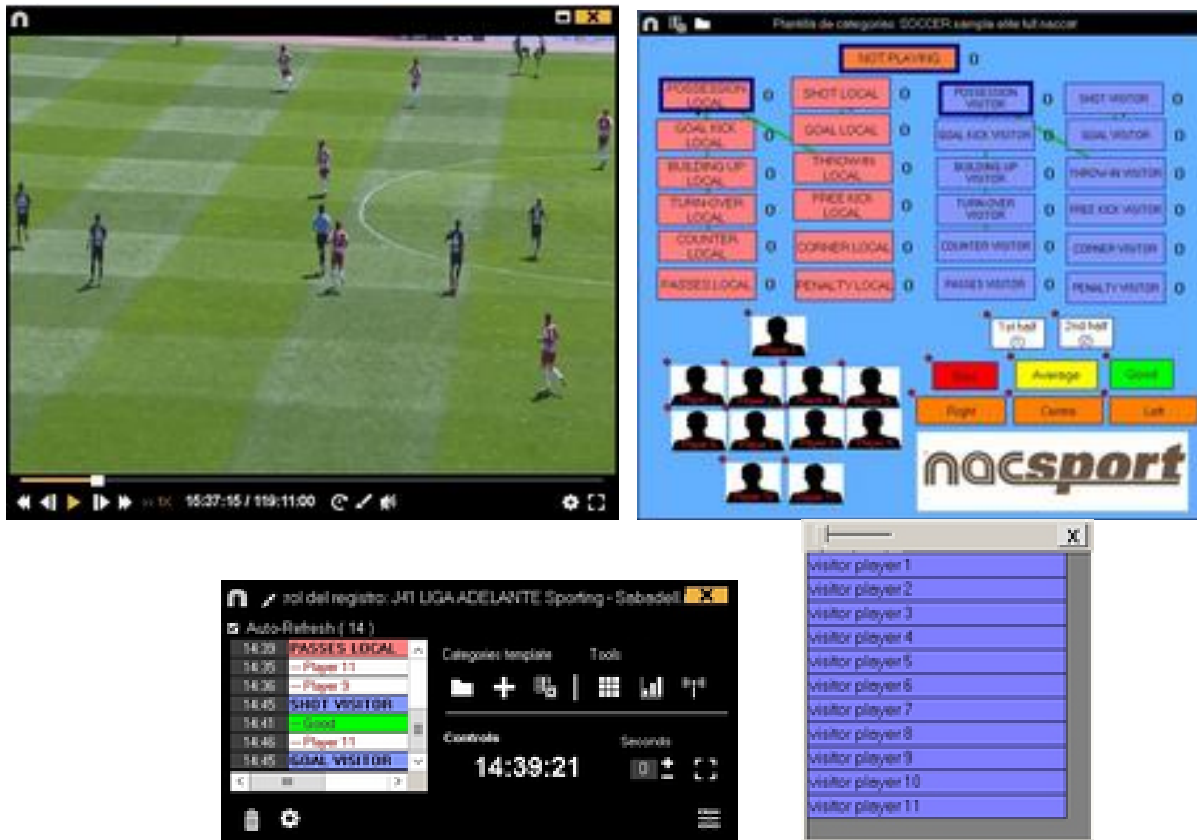 X
15:37:15 / 119:11:00
Plantilla de categories: SOCCER sample elite full naccer
NOT PLAYING 0
POSSESSION LOCAL 0
SHOT LOCAL 0
POSSESSION VISITOR 0
SHOT VISITOR 0
GOAL KICK LOCAL 0
GOAL LOCAL 0
GOAL KICK VISITOR 0
GOAL VISITOR 0
BUILDING UP LOCAL 0
THROW-IN LOCAL 0
BUILDING UP VISITOR 0
THROW-IN VISITOR 0
TURN-OVER LOCAL 0
FREE KICK LOCAL 0
TURN-OVER VISITOR 0
FREE KICK VISITOR 0
COUNTER LOCAL 0
CORNER LOCAL 0
COUNTER VISITOR 0
CORNER VISITOR 0
PASSES LOCAL 0
PENALTY LOCAL 0
PASSES VISITOR 0
PENALTY VISITOR 0
1st half
2nd half
Average
Good
Right
Centre
Left
nacsport
rol del registro: J41 LIGA ADELANTE Sporting - Sabadell X
Auto-Refresh ( 14 )
14:39 PASSES LOCAL
14:35 -- Player 11
14:36 -- Player 9
14:45 SHOT VISITOR
14:41 -- Good
14:46 -- Player 11
14:45 GOAL VISITOR
Categories template
Tools
Controls
Seconds
14:39:21
0
X
visitor player 1
visitor player 2
visitor player 3
visitor player 4
visitor player 5
visitor player 6
visitor player 7
visitor player 8
visitor player 9
visitor player 10
visitor player 11